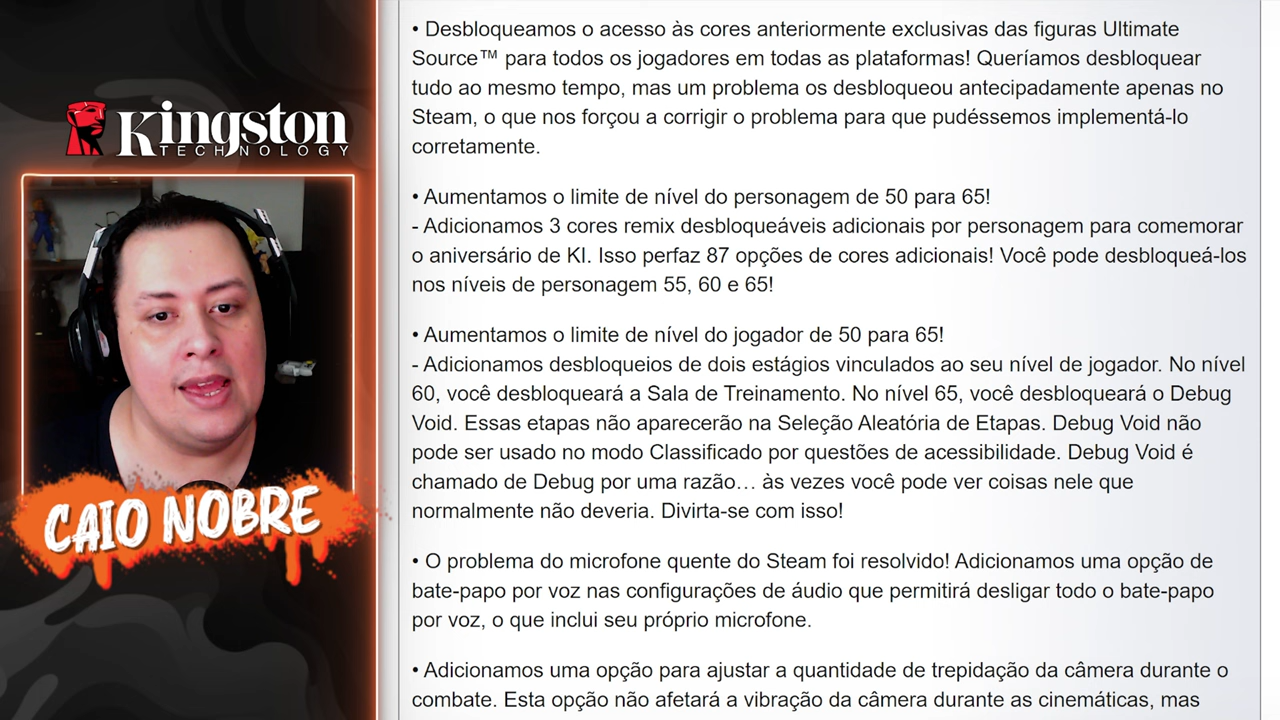 Kingston
TECHNOLOGY
CAIO NOBRE
• Desbloqueamos o acesso às cores anteriormente exclusivas das figuras Ultimate
Source™ para todos os jogadores em todas as plataformas! Queríamos desbloquear
tudo ao mesmo tempo, mas um problema os desbloqueou antecipadamente apenas no
Steam, o que nos forçou a corrigir o problema para que pudéssemos implementá-lo
corretamente.
• Aumentamos o limite de nível do personagem de 50 para 65!
- Adicionamos 3 cores remix desbloqueáveis adicionais por personagem para comemorar
o aniversário de KI. Isso perfaz 87 opções de cores adicionais! Você pode desbloqueá-los
nos níveis de personagem 55, 60 e 65!
• Aumentamos o limite de nível do jogador de 50 para 65!
- Adicionamos desbloqueios de dois estágios vinculados ao seu nível de jogador. No nível
60, você desbloqueará a Sala de Treinamento. No nível 65, você desbloqueará o Debug
Void. Essas etapas não aparecerão na Seleção Aleatória de Etapas. Debug Void não
pode ser usado no modo Classificado por questões de acessibilidade. Debug Void é
chamado de Debug por uma razão… às vezes você pode ver coisas nele que
normalmente não deveria. Divirta-se com isso!
• O problema do microfone quente do Steam foi resolvido! Adicionamos uma opção de
bate-papo por voz nas configurações de áudio que permitirá desligar todo o bate-papo
por voz, o que inclui seu próprio microfone.
• Adicionamos uma opção para ajustar a quantidade de trepidação da câmera durante o
combate. Esta opção não afetará a vibração da câmera durante as cinemáticas, mas